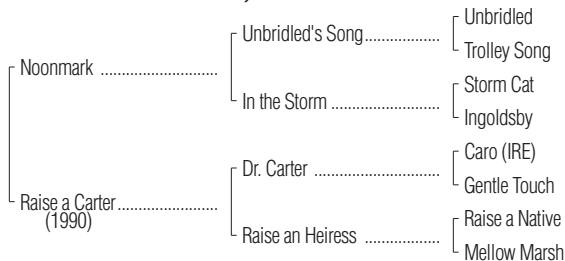 Unbridled
Unbridled's Song.................
Trolley Song
Noonmark ...........................
Storm Cat
In the Storm .........................
Ingoldsby
Caro (IRE)
Dr. Carter .............................
Gentle Touch
Raise a Carter.......................
(1990)
Raise a Native
Raise an Heiress .................
Mellow Marsh